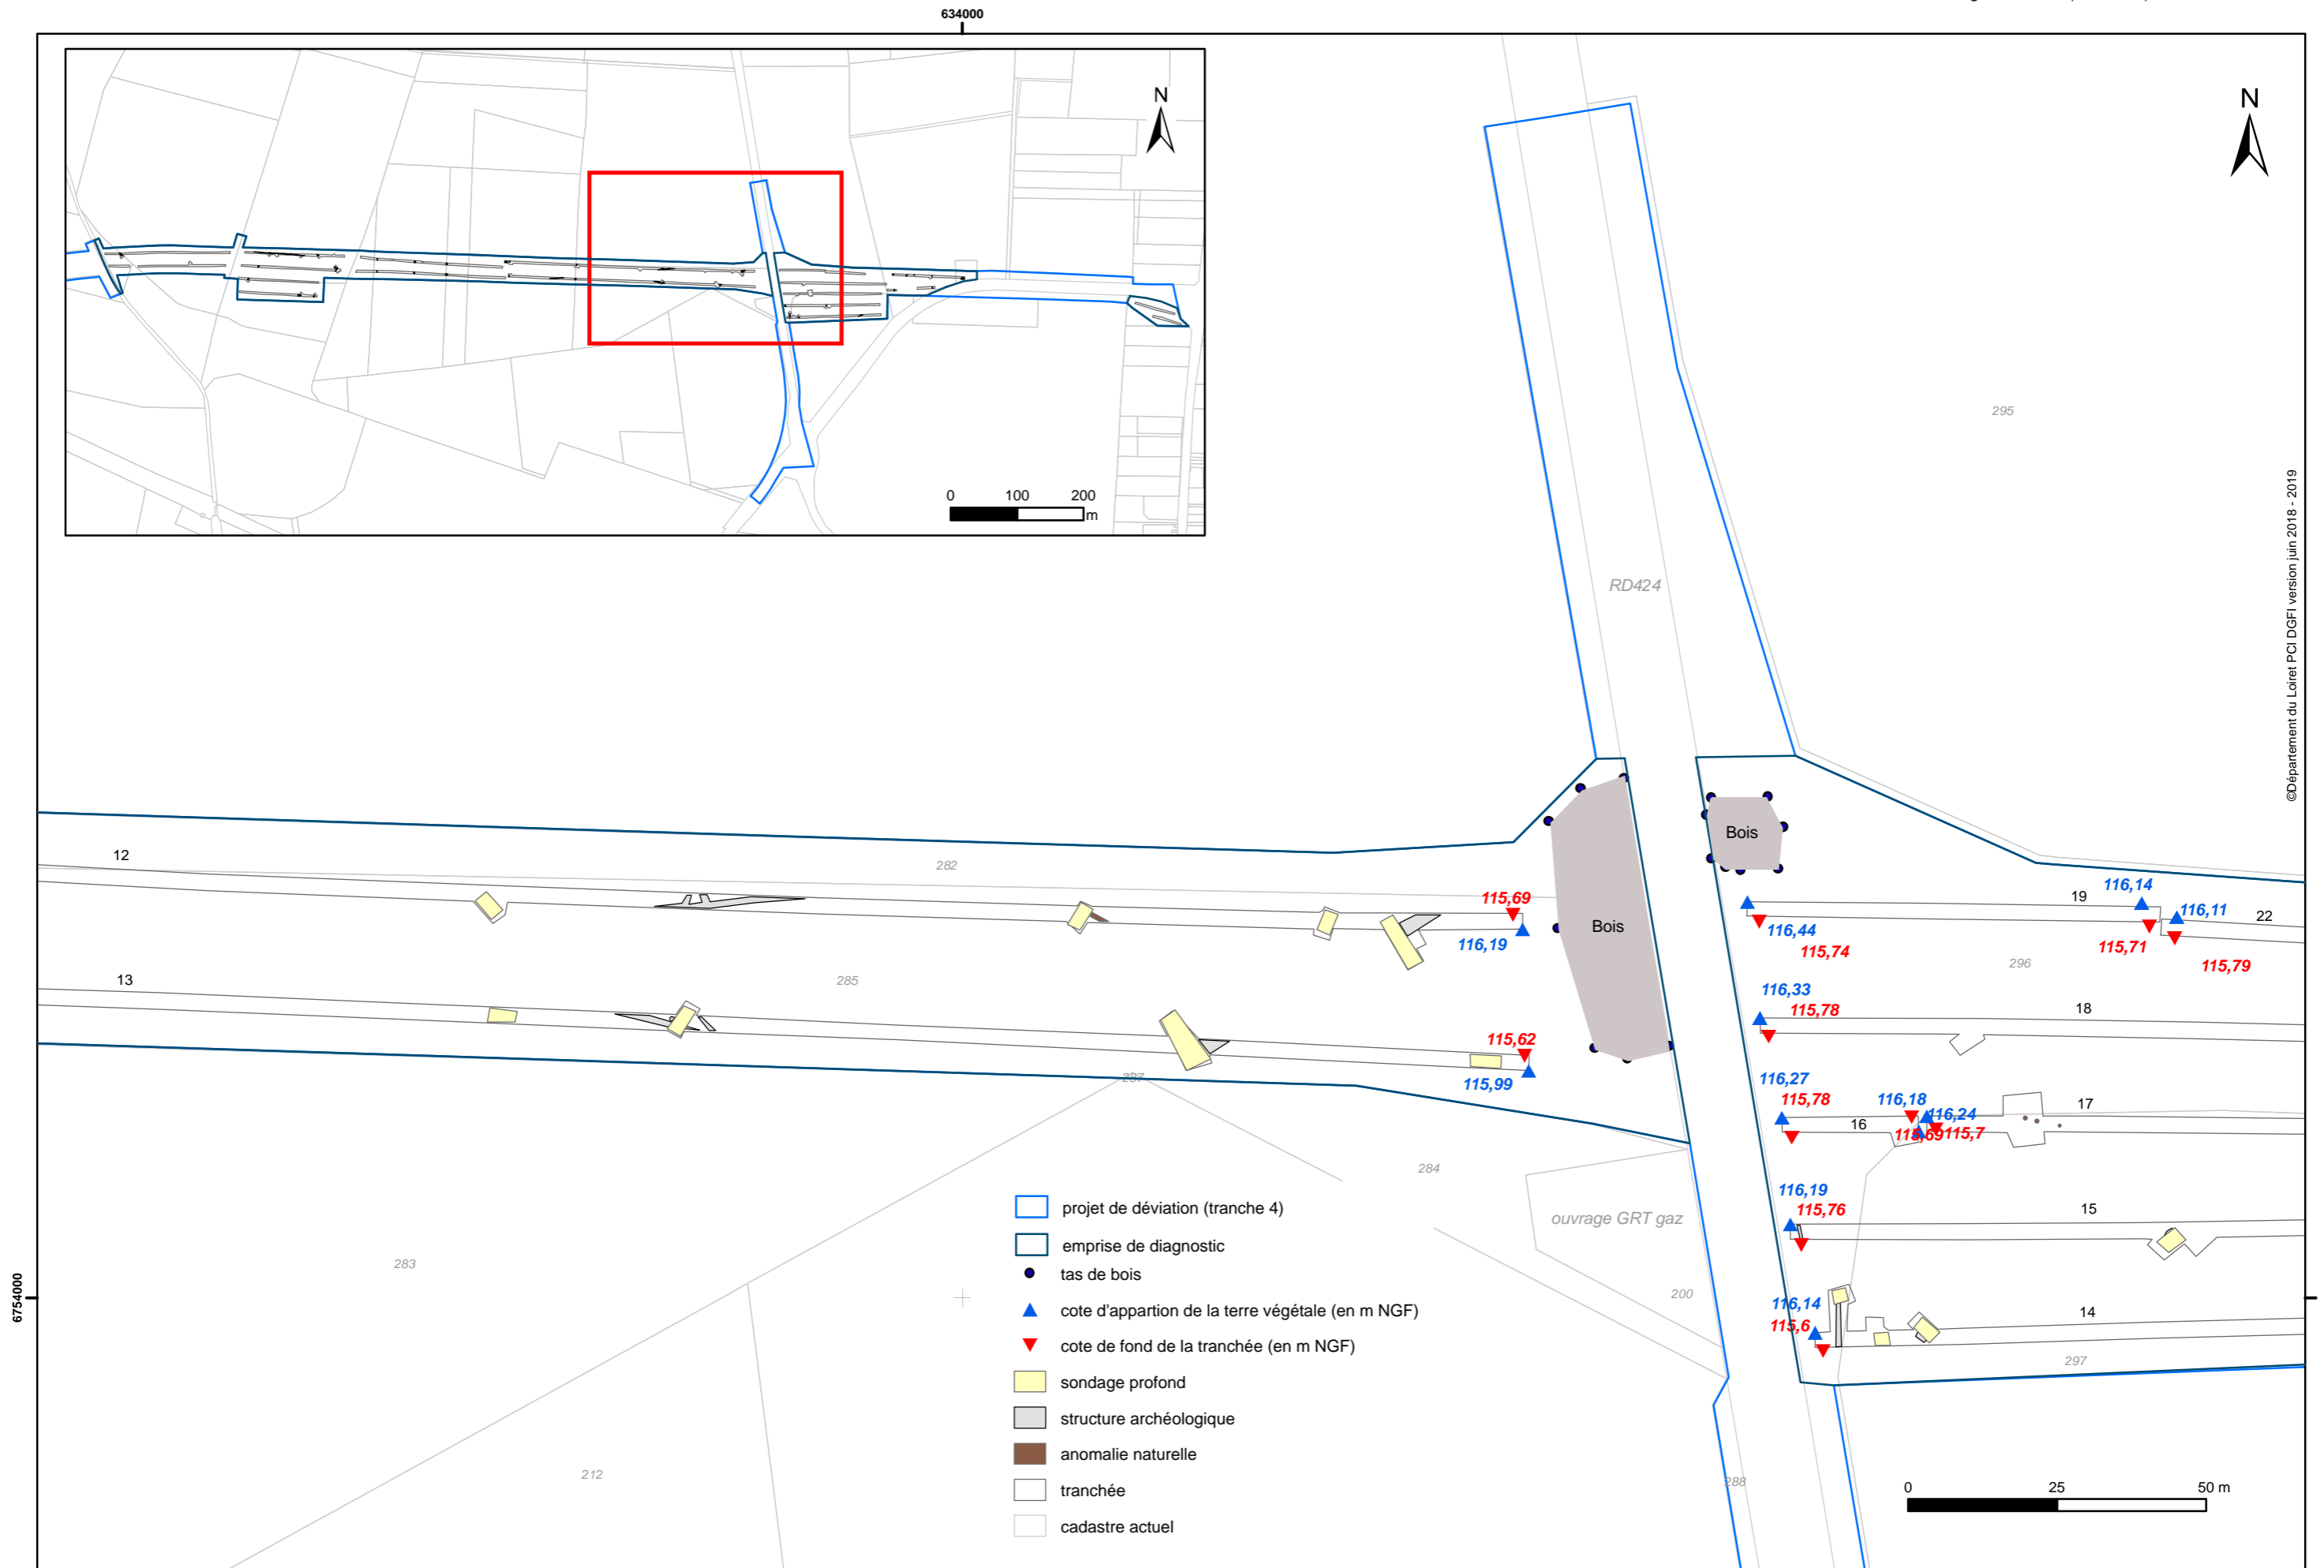 634000
N
0 100 200
m
N
295
©Département du Loiret PCI DGFI version juin 2018 - 2019
RD424
Bois
12
282
116,14
19
116,11
22
115,69
Bois
116,19
116,44
115,74
115,71
115,79
296
13
285
116,33
115,78
18
115,62
115,99
237
116,27
115,78
116,18
116,24
17
16
115,69
115,7
284
116,19
115,76
15
ouvrage GRT gaz
283
200
6754000
116,14
115,6
14
297
212
288
projet de déviation (tranche 4)
emprise de diagnostic
tas de bois
cote d'appartion de la terre végétale (en m NGF)
cote de fond de la tranchée (en m NGF)
sondage profond
structure archéologique
anomalie naturelle
tranchée
cadastre actuel
0 25 50 m